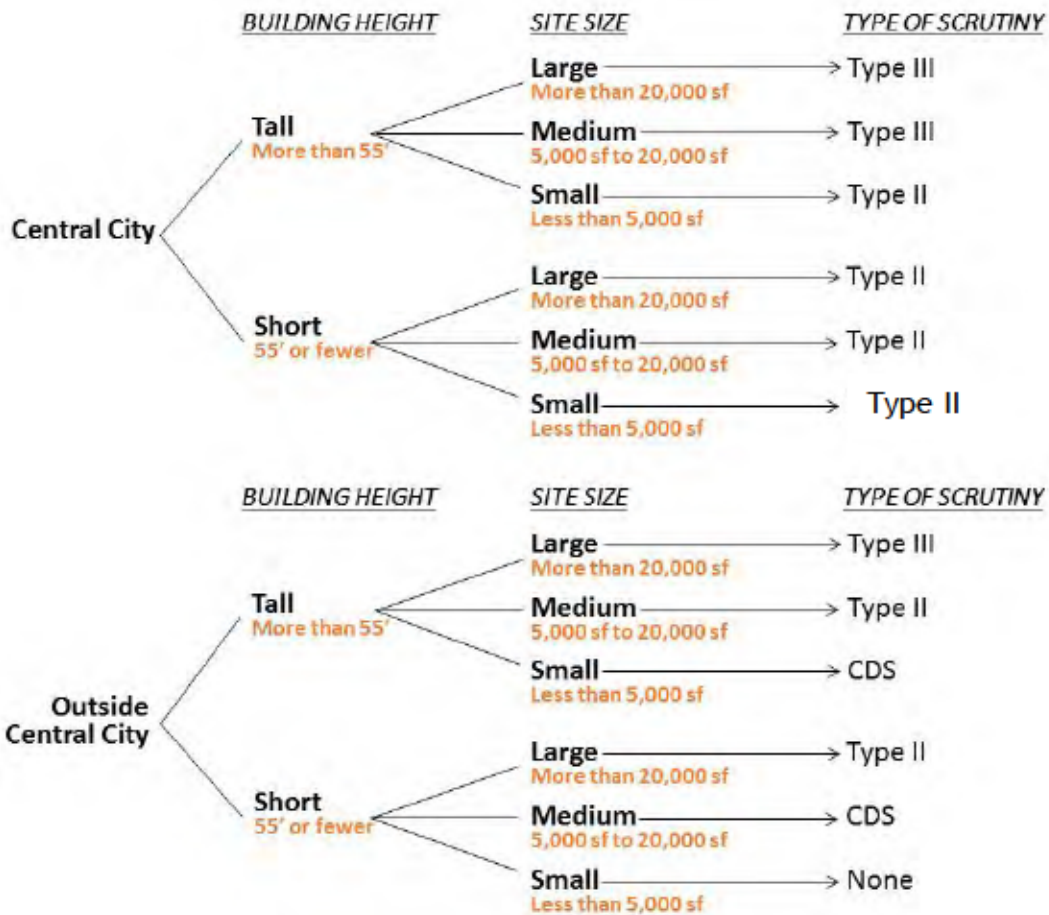 BUILDING HEIGHT SITE SIZE TYPE OF SCRUTINY
Large Type III
More than 20,000 sf
Tall Medium Type III
More than 55' 5,000 sf to 20,000 sf
Small Type II
Less than 5,000 sf
Central City
Large Type II
More than 20,000 sf
Short Medium Type II
55' or fewer 5,000 sf to 20,000 sf
Small Type II
Less than 5,000 sf
BUILDING HEIGHT SITE SIZE TYPE OF SCRUTINY
Large Type III
More than 20,000 sf
Tall Medium Type II
More than 55' 5,000 sf to 20,000 sf
Small CDS
Less than 5,000 sf
Outside
Central City
Large Type II
More than 20,000 sf
Short Medium CDS
55' or fewer 5,000 sf to 20,000 sf
Small None
Less than 5,000 sf